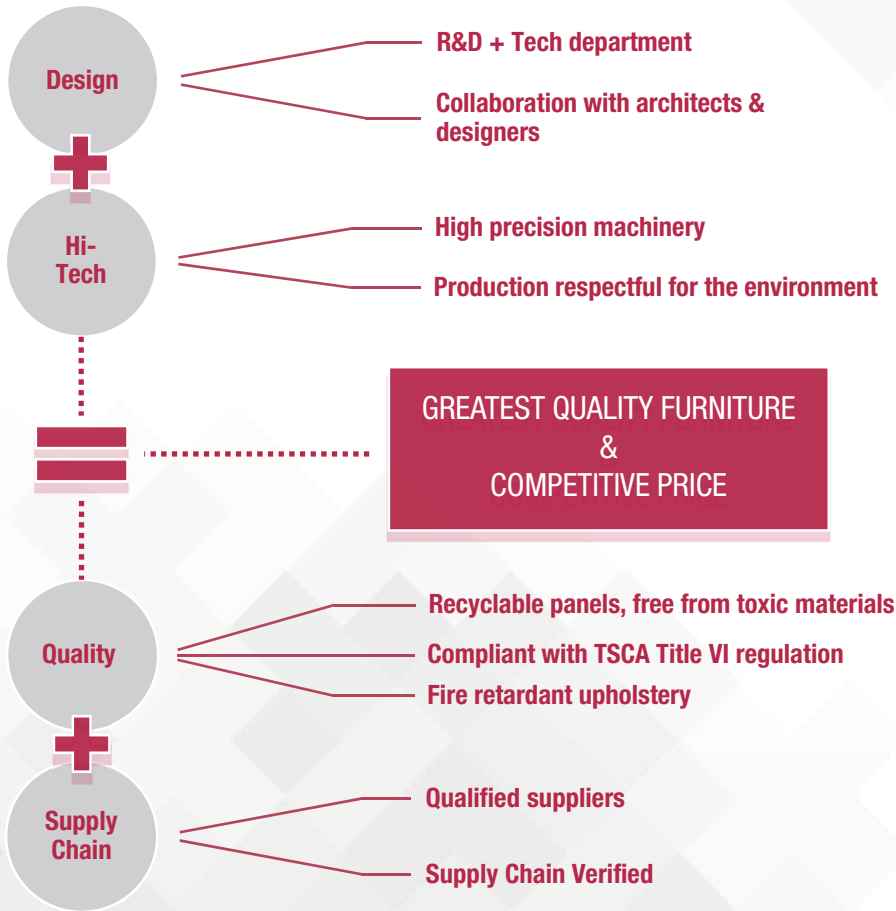 Design
R&D + Tech department
Collaboration with architects &
designers
Hi-
Tech
High precision machinery
Production respectful for the environment
GREATEST QUALITY FURNITURE
&
COMPETITIVE PRICE
Quality
Recyclable panels, free from toxic materials
Compliant with TSCA Title VI regulation
Fire retardant upholstery
Supply
Chain
Qualified suppliers
Supply Chain Verified